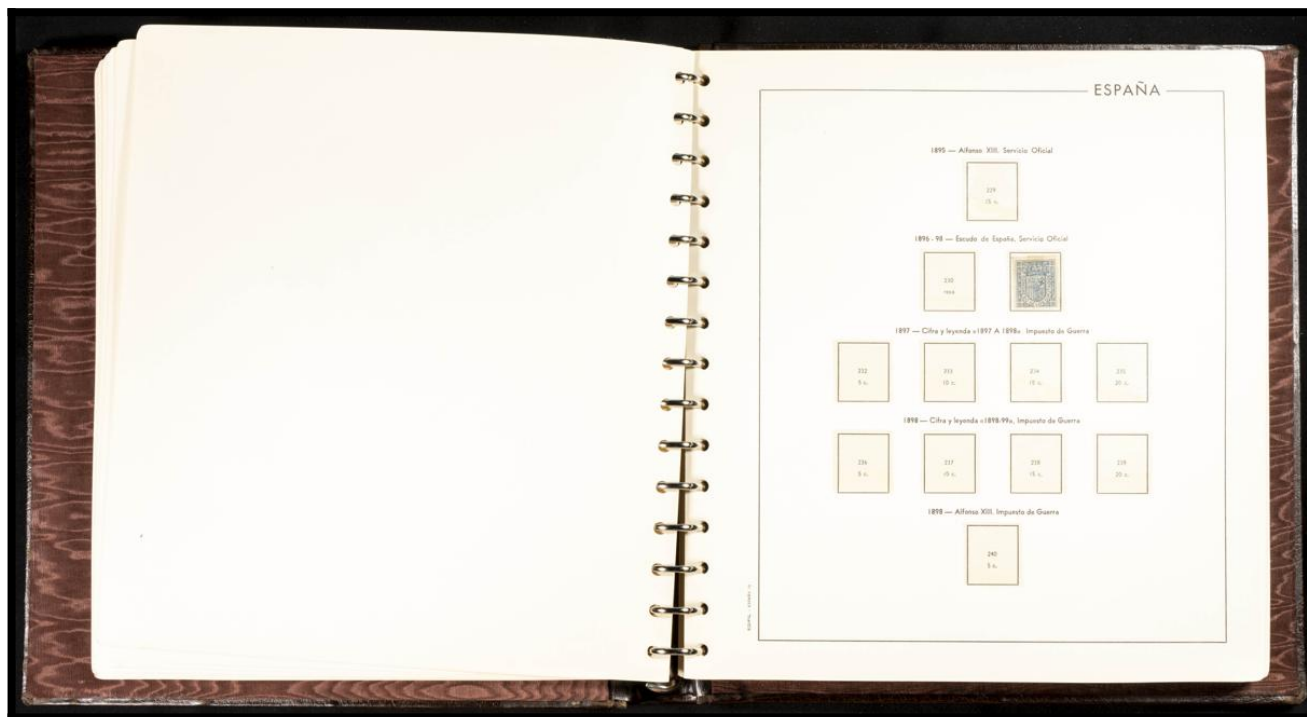 ESPAÑA
1895 — Alfonso XIII. Servicio Oficial
229
15 c.
1896-98 — Escudo de España. Servicio Oficial
230
rosa
1897 — Cifra y leyenda «1897 A 1898». Impuesto de Guerra
232 233 234 235
5 c. 10 c. 15 c. 20 c.
1898 — Cifra y leyenda «1898-99», Impuesto de Guerra
236 237 238 239
5 c. 10 c. 15 c. 20 c.
1898 — Alfonso XIII. Impuesto de Guerra
240
5 c.